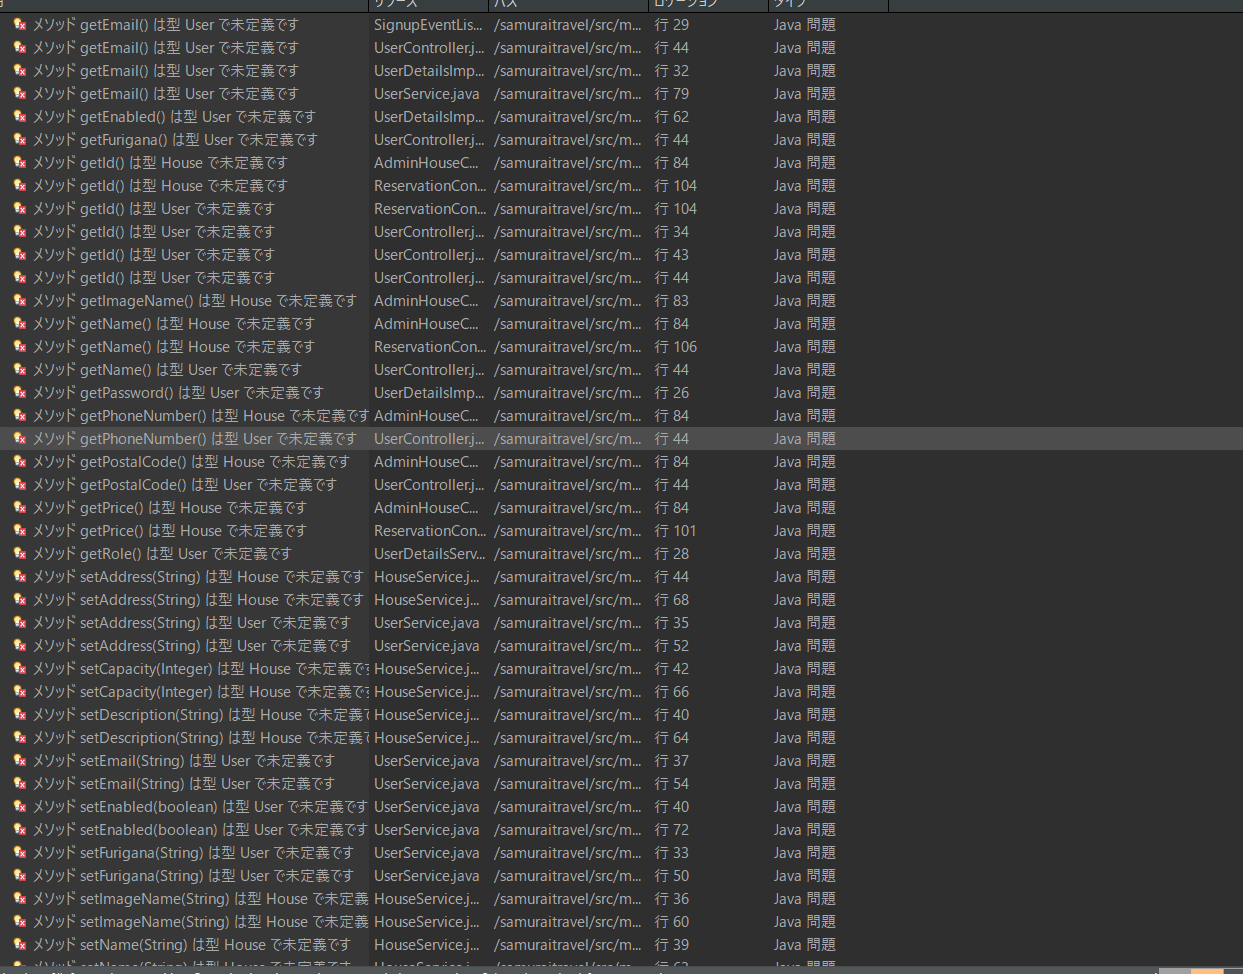 リソース パス ロケーション タイプ
メソッド getEmail() は型 User で未定義です SignupEventLis... /samuraitravel/src/m... 行 29 Java 問題
メソッド getEmail() は型 User で未定義です UserController.j... /samuraitravel/src/m... 行 44 Java 問題
メソッド getEmail() は型 User で未定義です UserDetailsImp... /samuraitravel/src/m... 行 32 Java 問題
メソッド getEmail() は型 User で未定義です UserService.java /samuraitravel/src/m... 行 79 Java 問題
メソッド getEnabled() は型 User で未定義です UserDetailsImp... /samuraitravel/src/m... 行 62 Java 問題
メソッド getFurigana() は型 User で未定義です UserController.j... /samuraitravel/src/m... 行 44 Java 問題
メソッド getId() は型 House で未定義です AdminHouseC... /samuraitravel/src/m... 行 84 Java 問題
メソッド getId() は型 House で未定義です ReservationCon... /samuraitravel/src/m... 行 104 Java 問題
メソッド getId() は型 User で未定義です ReservationCon... /samuraitravel/src/m... 行 104 Java 問題
メソッド getId() は型 User で未定義です UserController.j... /samuraitravel/src/m... 行 34 Java 問題
メソッド getId() は型 User で未定義です UserController.j... /samuraitravel/src/m... 行 43 Java 問題
メソッド getId() は型 User で未定義です UserController.j... /samuraitravel/src/m... 行 44 Java 問題
メソッド getImageName() は型 House で未定義です AdminHouseC... /samuraitravel/src/m... 行 83 Java 問題
メソッド getName() は型 House で未定義です AdminHouseC... /samuraitravel/src/m... 行 84 Java 問題
メソッド getName() は型 House で未定義です ReservationCon... /samuraitravel/src/m... 行 106 Java 問題
メソッド getName() は型 User で未定義です UserController.j... /samuraitravel/src/m... 行 44 Java 問題
メソッド getPassword() は型 User で未定義です UserDetailsImp... /samuraitravel/src/m... 行 26 Java 問題
メソッド getPhoneNumber() は型 House で未定義です AdminHouseC... /samuraitravel/src/m... 行 84 Java 問題
メソッド getPhoneNumber() は型 User で未定義です UserController.j... /samuraitravel/src/m... 行 44 Java 問題
メソッド getPostalCode() は型 House で未定義です AdminHouseC... /samuraitravel/src/m... 行 84 Java 問題
メソッド getPostalCode() は型 User で未定義です UserController.j... /samuraitravel/src/m... 行 44 Java 問題
メソッド getPrice() は型 House で未定義です AdminHouseC... /samuraitravel/src/m... 行 84 Java 問題
メソッド getPrice() は型 House で未定義です ReservationCon... /samuraitravel/src/m... 行 101 Java 問題
メソッド getRole() は型 User で未定義です UserDetailsServ... /samuraitravel/src/m... 行 28 Java 問題
メソッド setAddress(String) は型 House で未定義です HouseService.j... /samuraitravel/src/m... 行 44 Java 問題
メソッド setAddress(String) は型 House で未定義です HouseService.j... /samuraitravel/src/m... 行 68 Java 問題
メソッド setAddress(String) は型 User で未定義です UserService.java /samuraitravel/src/m... 行 35 Java 問題
メソッド setAddress(String) は型 User で未定義です UserService.java /samuraitravel/src/m... 行 52 Java 問題
メソッド setCapacity(Integer) は型 House で未定義で HouseService.j... /samuraitravel/src/m... 行 42 Java 問題
メソッド setCapacity(Integer) は型 House で未定義で HouseService.j... /samuraitravel/src/m... 行 66 Java 問題
メソッド setDescription(String) は型 House で未定義 HouseService.j... /samuraitravel/src/m... 行 40 Java 問題
メソッド setDescription(String) は型 House で未定義 HouseService.j... /samuraitravel/src/m... 行 64 Java 問題
メソッド setEmail(String) は型 User で未定義です UserService.java /samuraitravel/src/m... 行 37 Java 問題
メソッド setEmail(String) は型 User で未定義です UserService.java /samuraitravel/src/m... 行 54 Java 問題
メソッド setEnabled(boolean) は型 User で未定義です UserService.java /samuraitravel/src/m... 行 40 Java 問題
メソッド setEnabled(boolean) は型 User で未定義です UserService.java /samuraitravel/src/m... 行 72 Java 問題
メソッド setFurigana(String) は型 User で未定義です UserService.java /samuraitravel/src/m... 行 33 Java 問題
メソッド setFurigana(String) は型 User で未定義です UserService.java /samuraitravel/src/m... 行 50 Java 問題
メソッド setImageName(String) は型 House で未定義 HouseService.j... /samuraitravel/src/m... 行 36 Java 問題
メソッド setImageName(String) は型 House で未定義 HouseService.j... /samuraitravel/src/m... 行 60 Java 問題
メソッド setName(String) は型 House で未定義です HouseService.j... /samuraitravel/src/m... 行 39 Java 問題